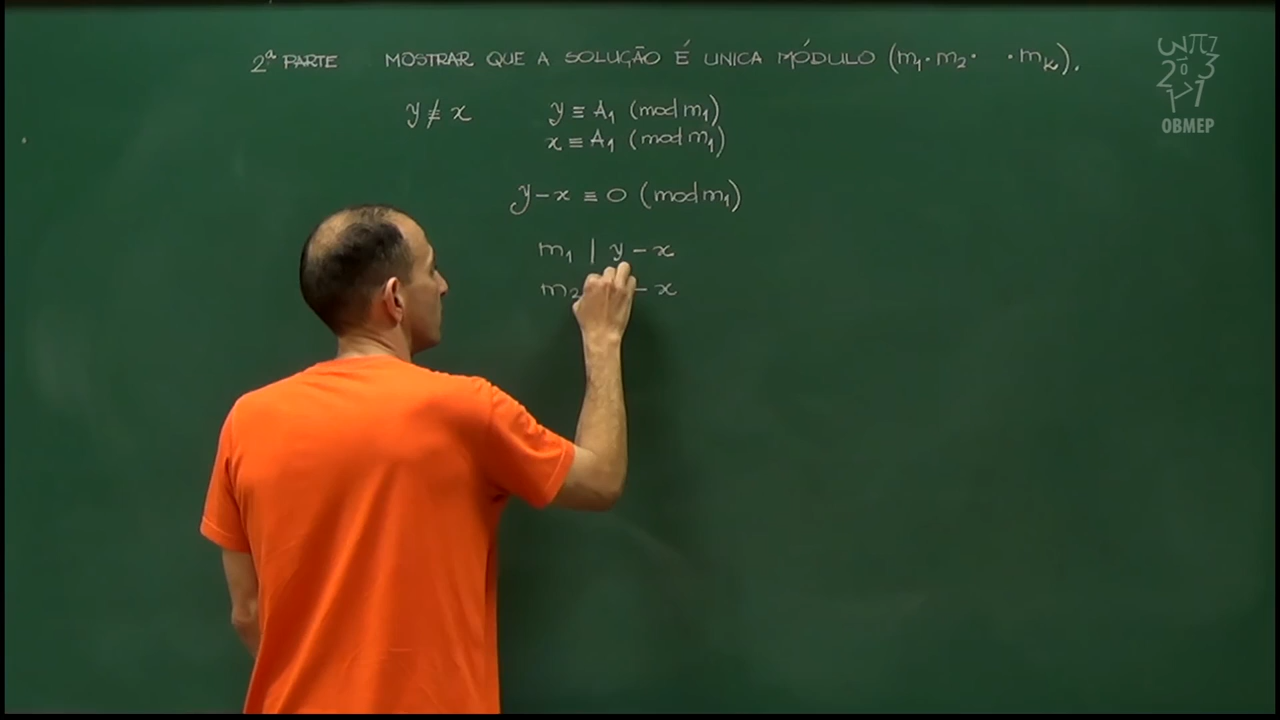 2ª PARTE MOSTRAR QUE A SOLUÇÃO É UNICA MÓDULO (m₁·m₂· ·mₖ).
y ≢ x y ≡ A₁ (mod m₁)
x ≡ A₁ (mod m₁)
y − x ≡ 0 (mod m₁)
m₁ | y − x
m₂ − x
OBMEP